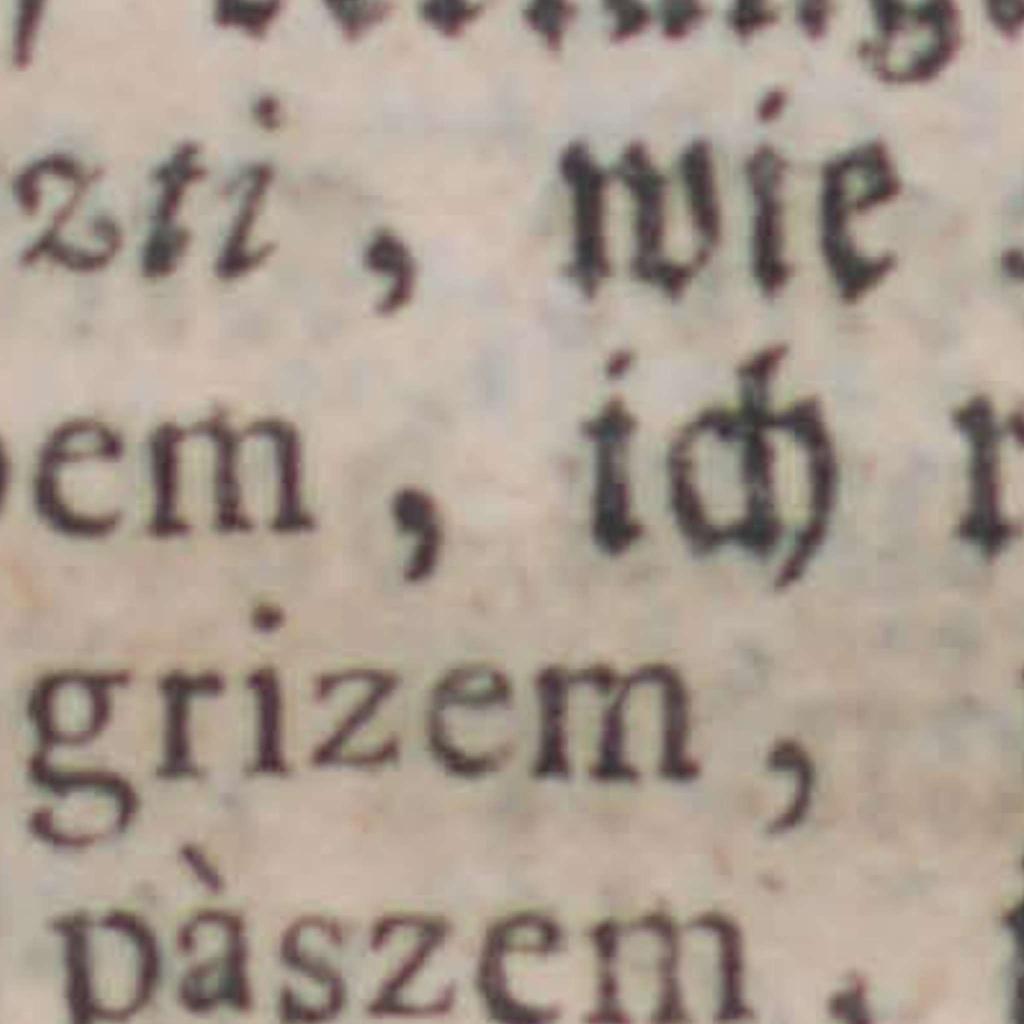 zti, wie
em, ich
grizem,
pàszem,